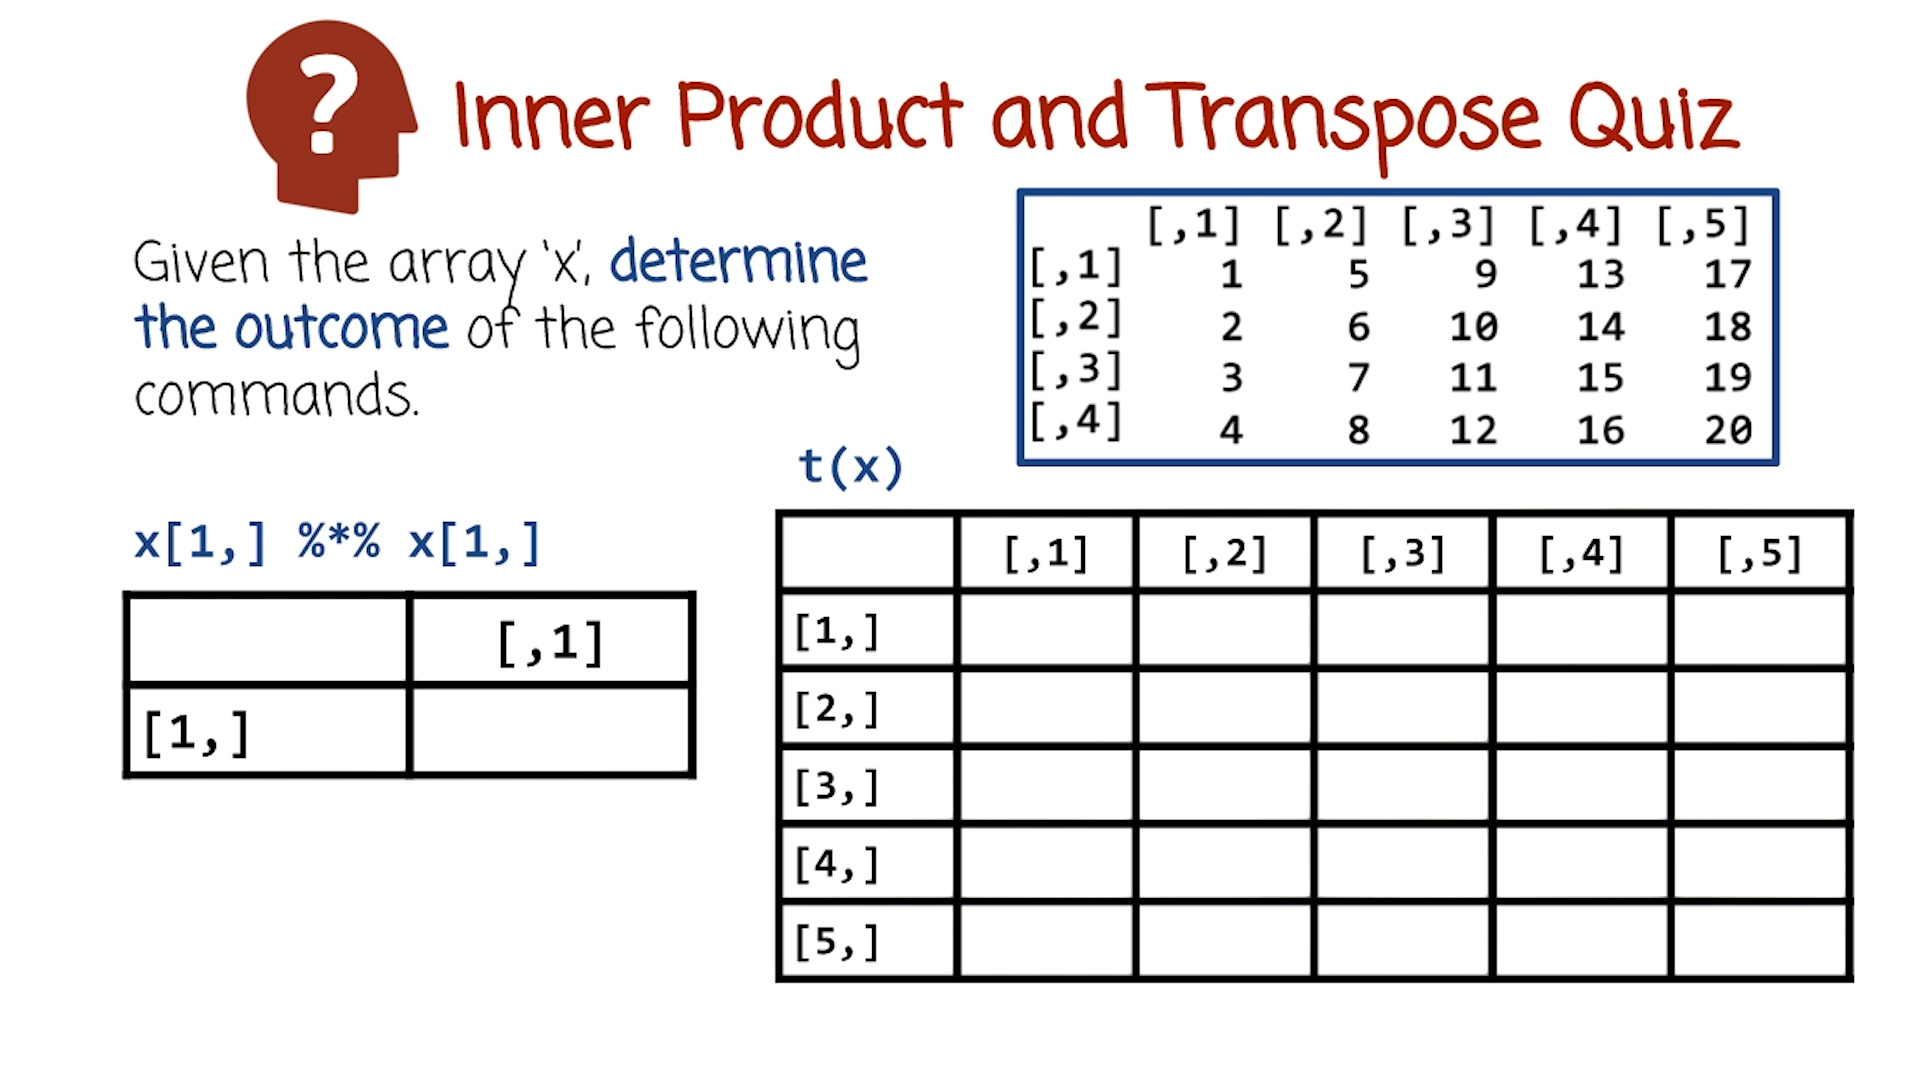 ?
Inner Product and Transpose Quiz
Given the array 'x', determine
the outcome of the following
commands.
[,1] [,2] [,3] [,4] [,5]
[,1] 1 5 9 13 17
[,2] 2 6 10 14 18
[,3] 3 7 11 15 19
[,4] 4 8 12 16 20
x[1,] %*% x[1,]
[,1]
[1,]
t(x)
[,1] [,2] [,3] [,4] [,5]
[1,]
[2,]
[3,]
[4,]
[5,]